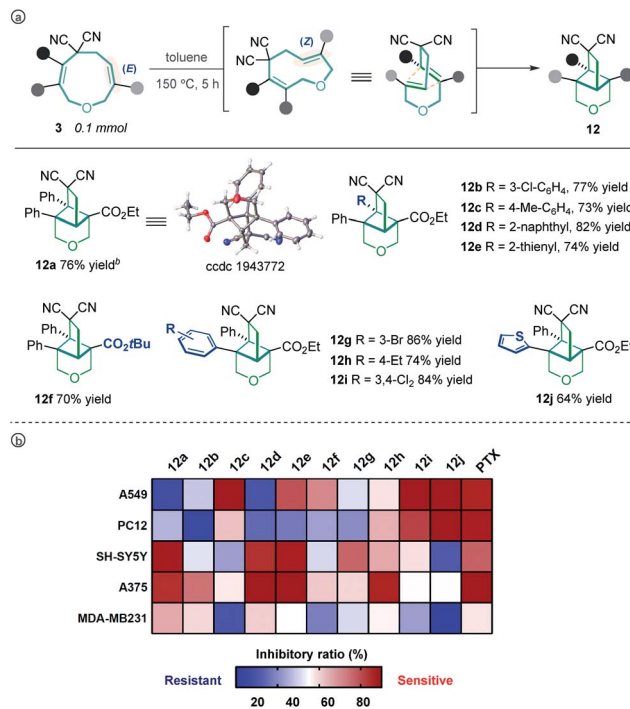 a
NC CN
(E)
O
3 0.1 mmol
toluene
150 °C, 5 h
CN
NC
(Z)
O
NC CN
O
NC CN
O
12
NC CN
Ph
Ph
CO2Et
O
12a 76% yieldb
ccdc 1943772
NC CN
R
Ph
CO2Et
O
12b R = 3-Cl-C6H4, 77% yield
12c R = 4-Me-C6H4, 73% yield
12d R = 2-naphthyl, 82% yield
12e R = 2-thienyl, 74% yield
NC CN
Ph
Ph
CO2tBu
O
12f 70% yield
NC CN
R
Ph
CO2Et
O
12g R = 3-Br 86% yield
12h R = 4-Et 74% yield
12i R = 3,4-Cl2 84% yield
NC CN
S
Ph
CO2Et
O
12j 64% yield
b
12a 12b 12c 12d 12e 12f 12g 12h 12i 12j PTX
A549
PC12
SH-SY5Y
A375
MDA-MB231
Inhibitory ratio (%)
Resistant Sensitive
20 40 60 80